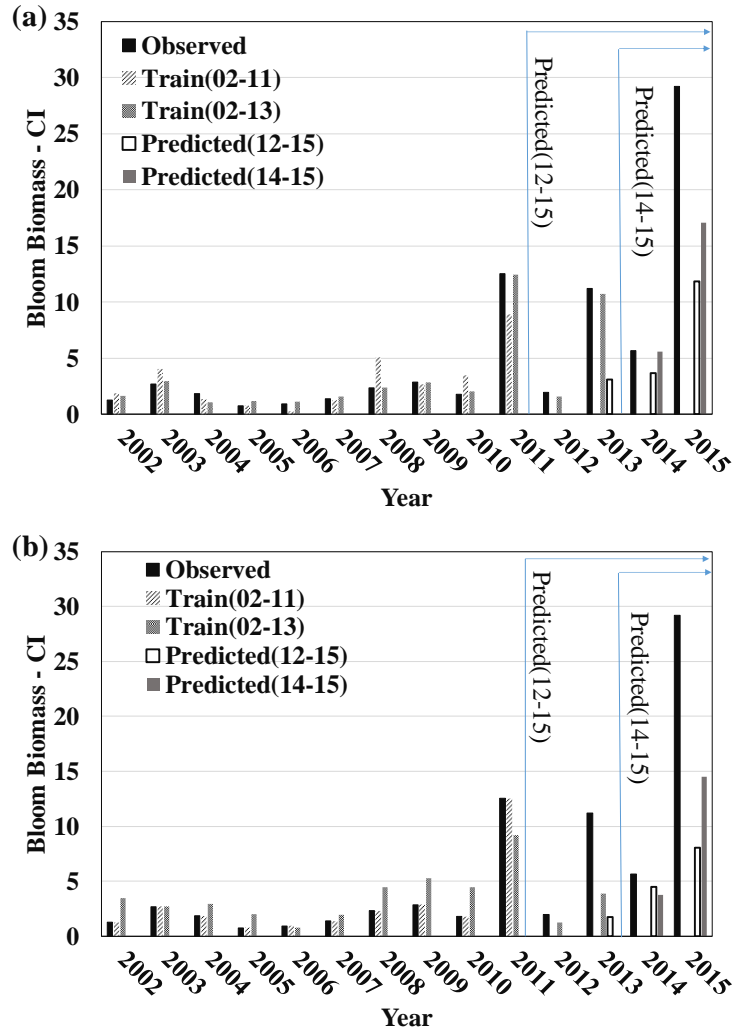 (a)
35
30
25
20
15
10
5
0
Bloom Biomass - CI
Observed
Train(02-11)
Train(02-13)
Predicted(12-15)
Predicted(14-15)
Predicted(12-15)
Predicted(14-15)
2002
2003
2004
2005
2006
2007
2008
2009
2010
2011
2012
2013
2014
2015
Year
(b)
35
30
25
20
15
10
5
0
Bloom Biomass - CI
Observed
Train(02-11)
Train(02-13)
Predicted(12-15)
Predicted(14-15)
Predicted(12-15)
Predicted(14-15)
2002
2003
2004
2005
2006
2007
2008
2009
2010
2011
2012
2013
2014
2015
Year